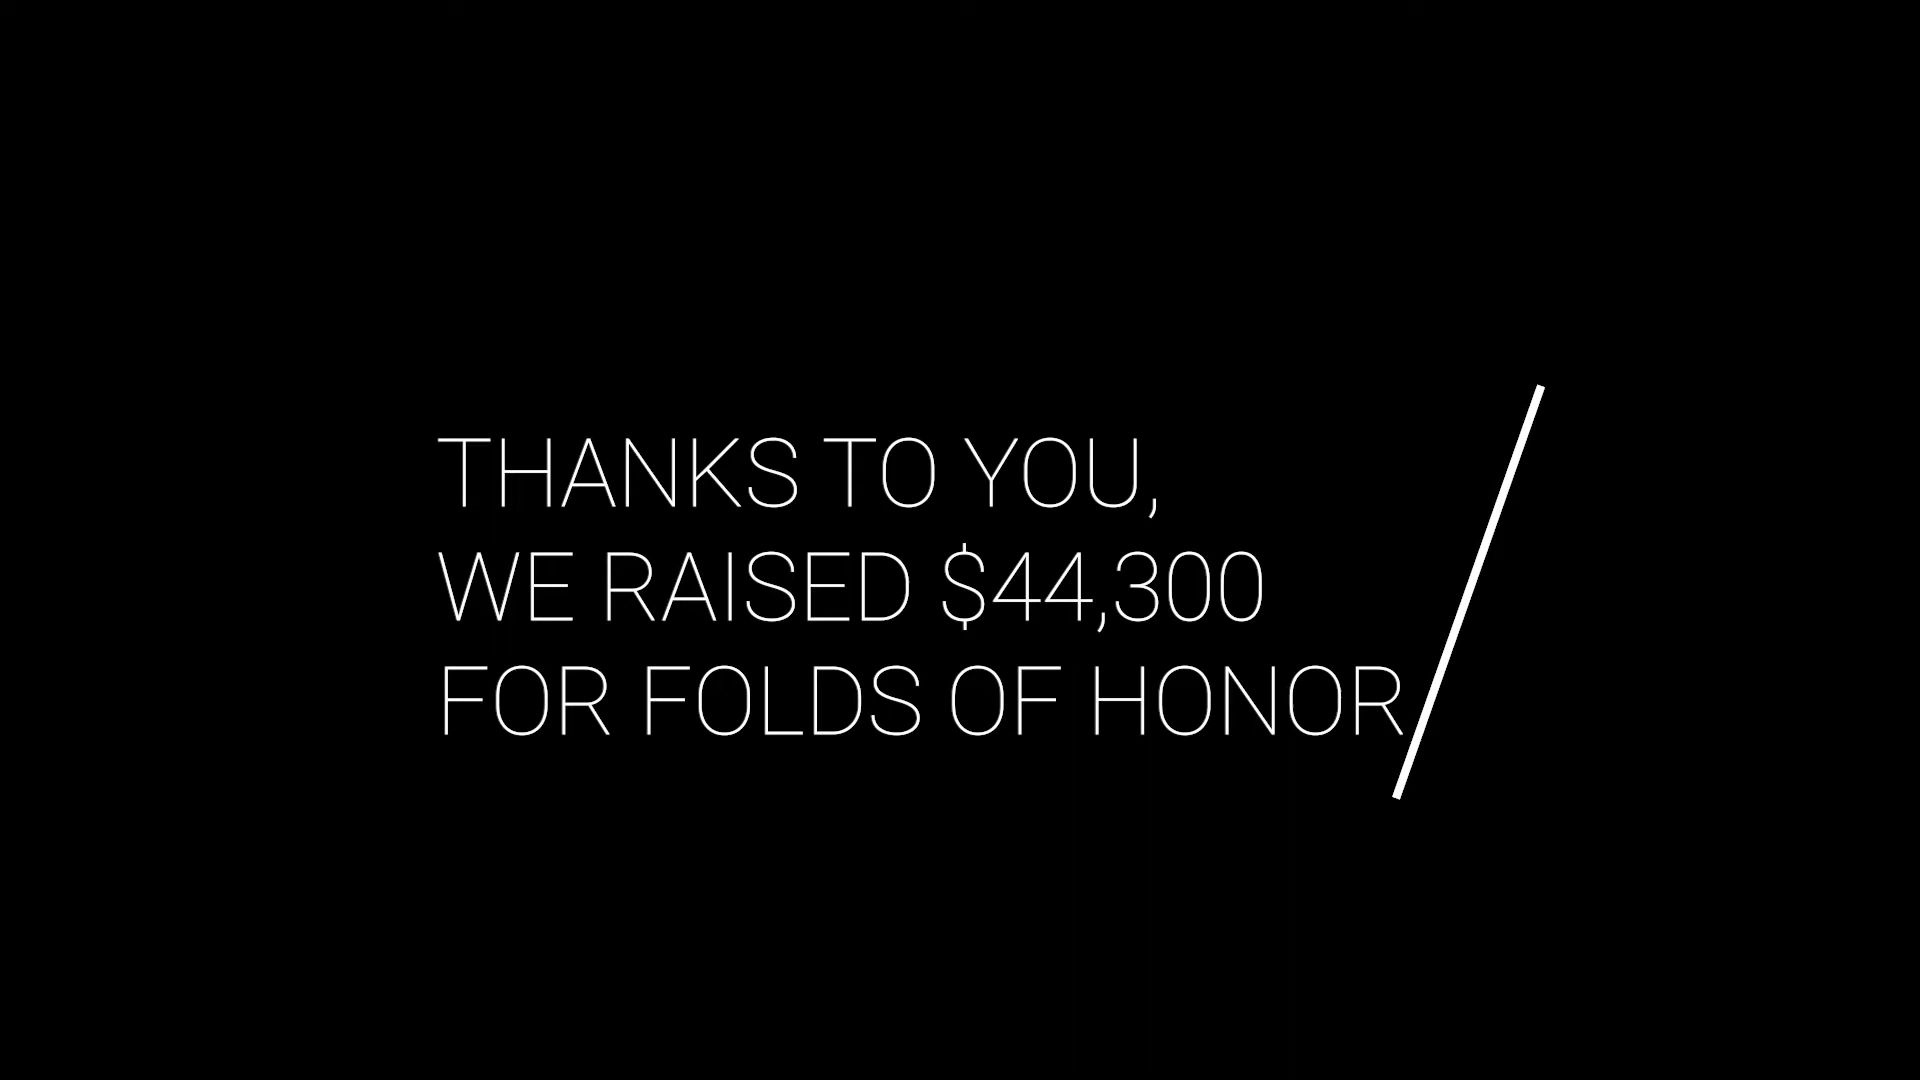 THANKS TO YOU,
WE RAISED $44,300
FOR FOLDS OF HONOR